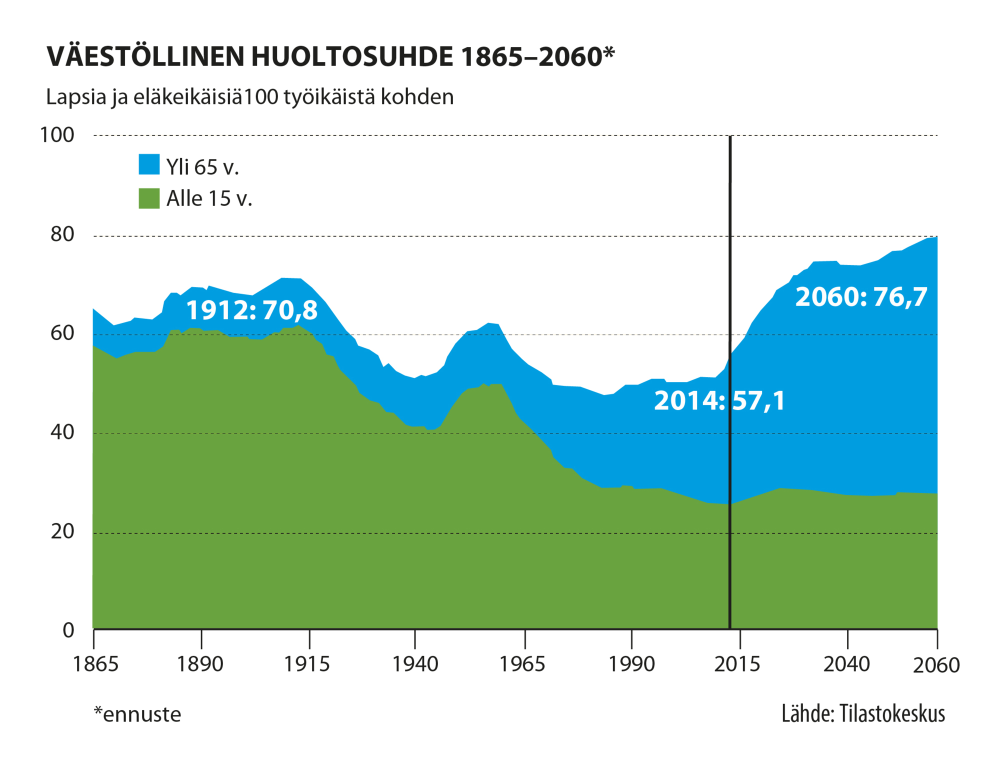 VÄESTÖLLINEN HUOLTOSUHDE 1865–2060*
Lapsia ja eläkeikäisiä100 työikäistä kohden
100
Yli 65 v.
Alle 15 v.
80
2060: 76,7
1912: 70,8
60
2014: 57,1
40
20
0
1865 1890 1915 1940 1965 1990 2015 2040 2060
*ennuste
Lähde: Tilastokeskus